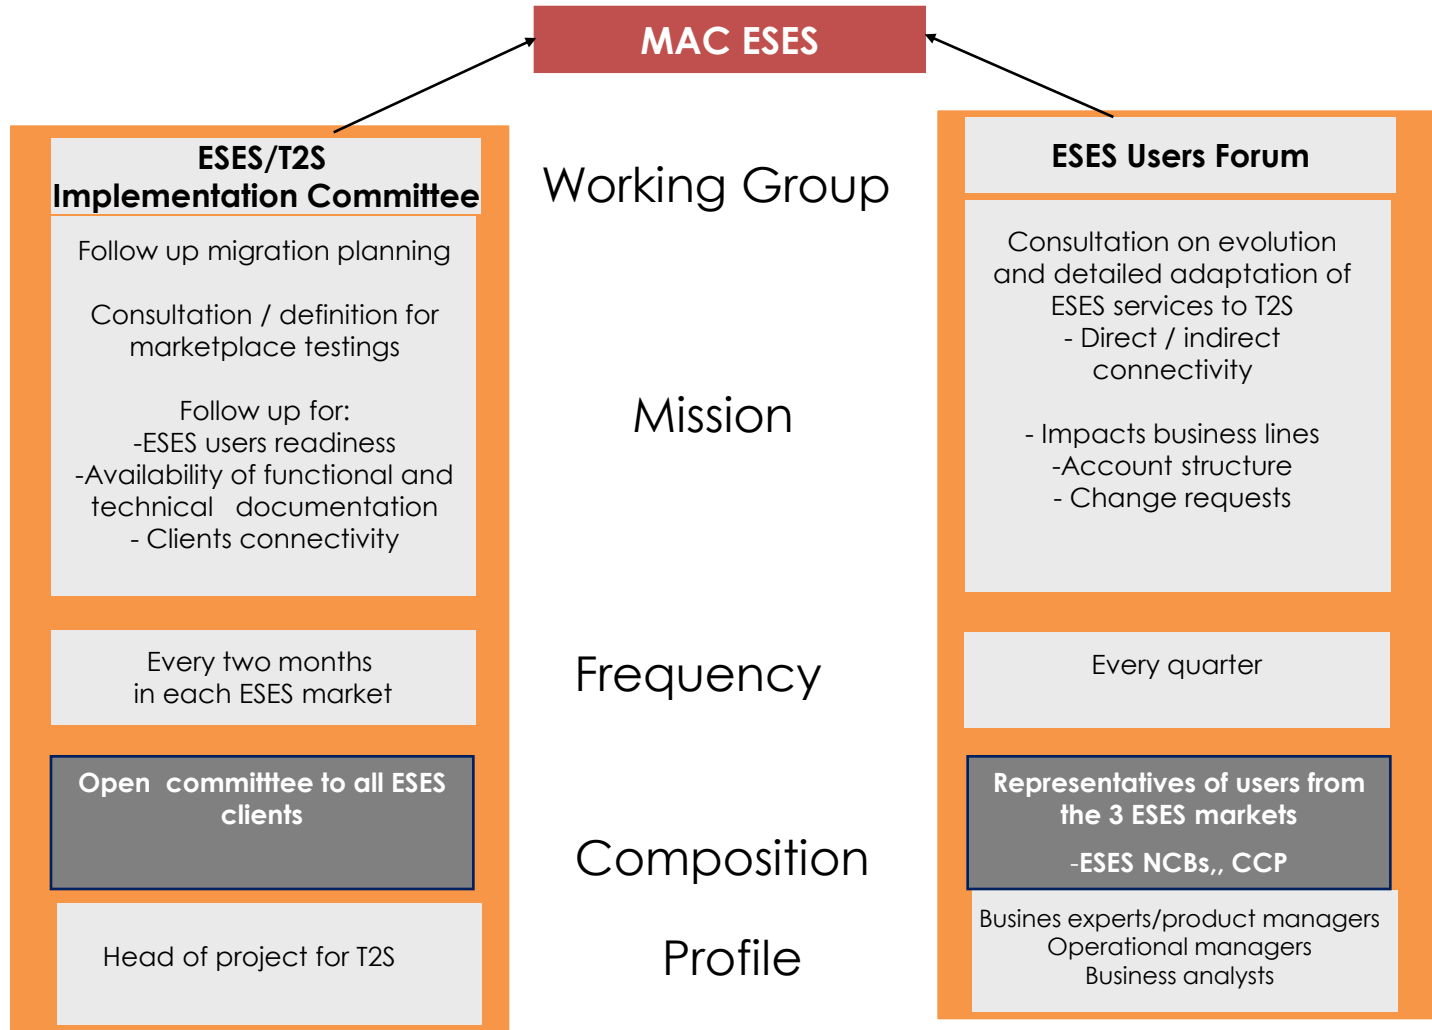 MAC ESES
ESES/T2S
Implementation Committee
Follow up migration planning
Consultation / definition for
marketplace testings
Follow up for:
-ESES users readiness
-Availability of functional and
technical documentation
- Clients connectivity
Every two months
in each ESES market
Open committtee to all ESES
clients
Head of project for T2S
Working Group
Mission
Frequency
Composition
Profile
ESES Users Forum
Consultation on evolution
and detailed adaptation of
ESES services to T2S
- Direct / indirect
connectivity
- Impacts business lines
-Account structure
- Change requests
Every quarter
Representatives of users from
the 3 ESES markets
-ESES NCBs,, CCP
Busines experts/product managers
Operational managers
Business analysts